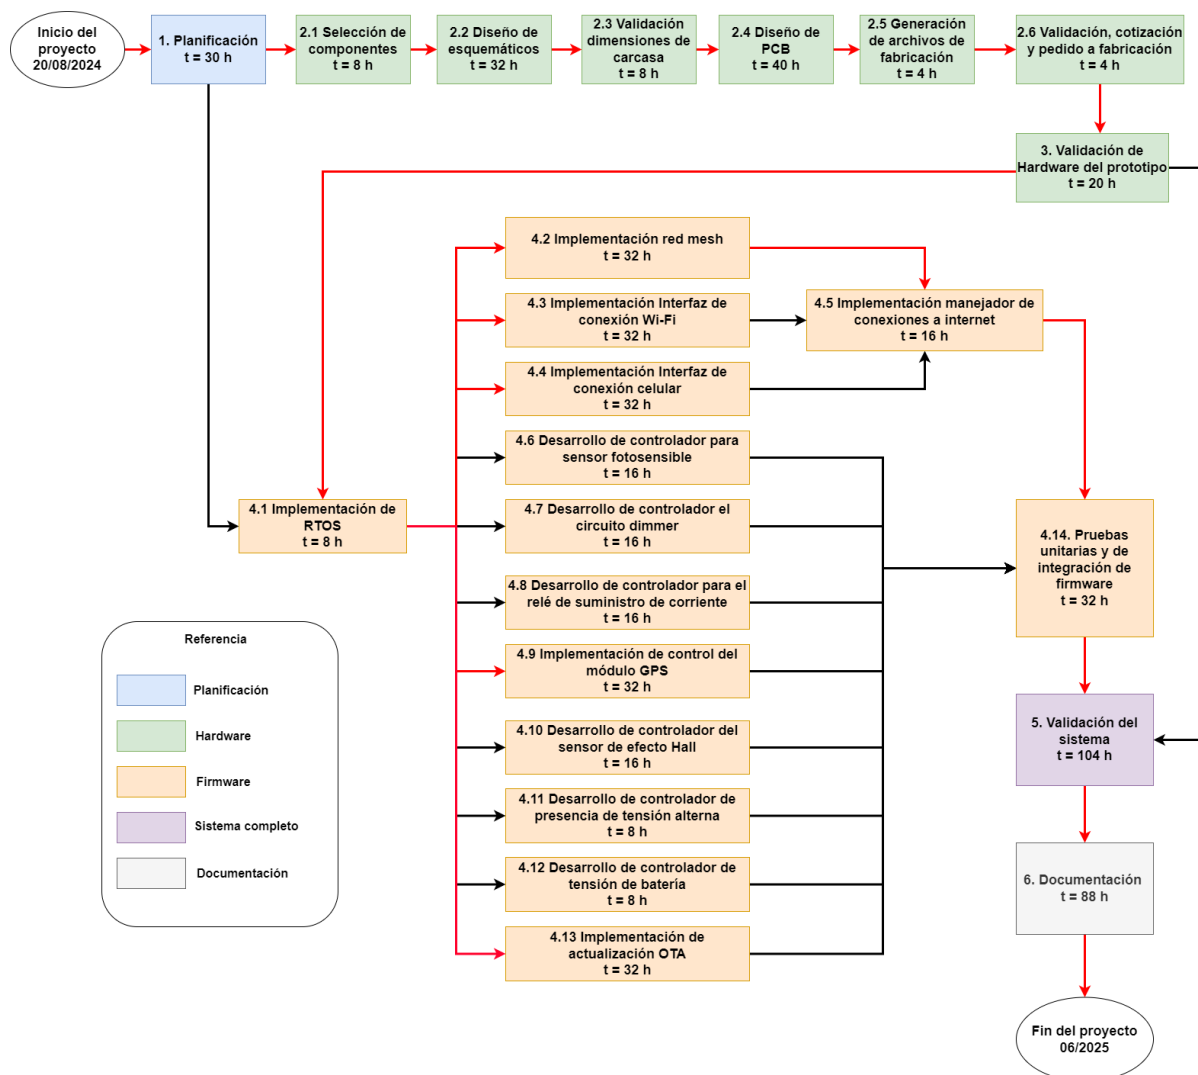 Inicio del
proyecto
20/08/2024
1. Planificación
t = 30 h
2.1 Selección de
componentes
t = 8 h
2.2 Diseño de
esquemáticos
t = 32 h
2.3 Validación
dimensiones de
carcasa
t = 8 h
2.4 Diseño de
PCB
t = 40 h
2.5 Generación
de archivos de
fabricación
t = 4 h
2.6 Validación, cotización
y pedido a fabricación
t = 4 h
3. Validación de
Hardware del prototipo
t = 20 h
4.2 Implementación red mesh
t = 32 h
4.3 Implementación Interfaz de
conexión Wi-Fi
t = 32 h
4.5 Implementación manejador de
conexiones a internet
t = 16 h
4.4 Implementación Interfaz de
conexión celular
t = 32 h
4.6 Desarrollo de controlador para
sensor fotosensible
t = 16 h
4.1 Implementación de
RTOS
t = 8 h
4.7 Desarrollo de controlador el
circuito dimmer
t = 16 h
4.14. Pruebas
unitarias y de
integración de
firmware
t = 32 h
4.8 Desarrollo de controlador para el
relé de suministro de corriente
t = 16 h
4.9 Implementación de control del
módulo GPS
t = 32 h
4.10 Desarrollo de controlador del
sensor de efecto Hall
t = 16 h
5. Validación del
sistema
t = 104 h
4.11 Desarrollo de controlador de
presencia de tensión alterna
t = 8 h
4.12 Desarrollo de controlador de
tensión de batería
t = 8 h
6. Documentación
t = 88 h
4.13 Implementación de
actualización OTA
t = 32 h
Fin del proyecto
06/2025
Referencia
Planificación
Hardware
Firmware
Sistema completo
Documentación